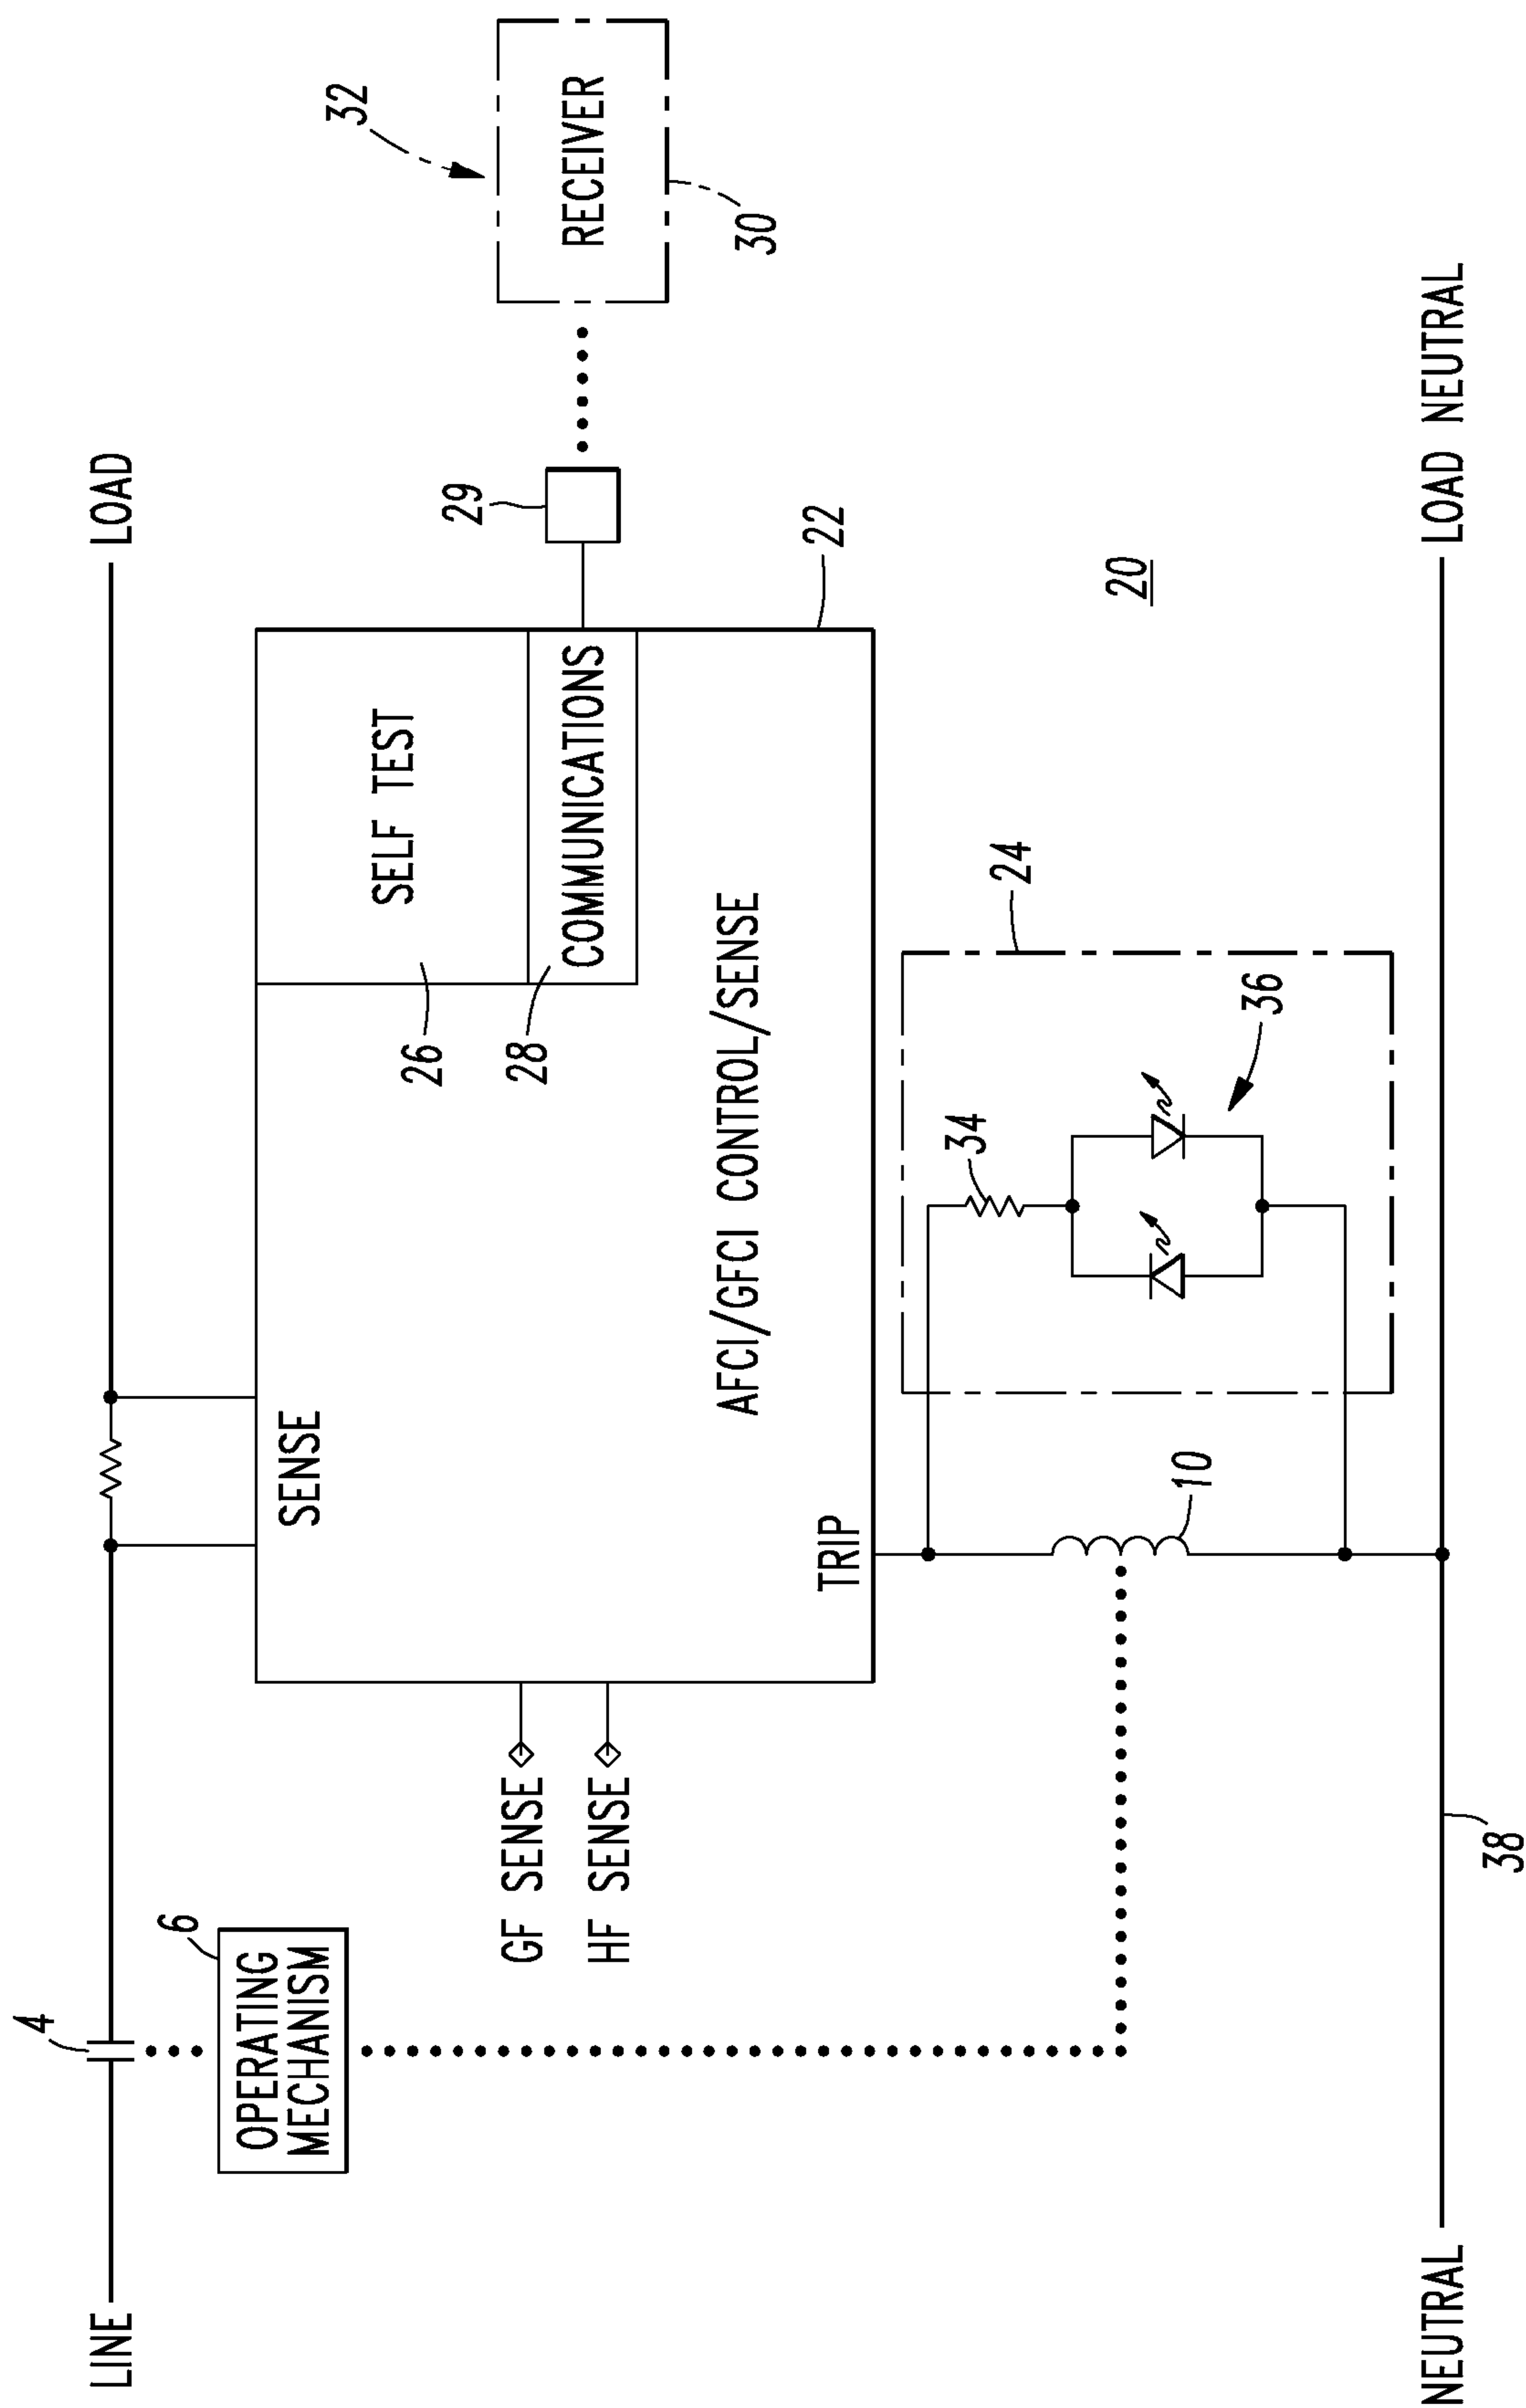 LINE
4
LOAD
6
OPERATING
MECHANISM
SENSE
SELF TEST
26
28
COMMUNICATIONS
29
32
RECEIVER
30
GF SENSE
HF SENSE
AFCI/GFCI CONTROL/SENSE
TRIP
22
24
34
36
10
20
38
NEUTRAL
LOAD NEUTRAL